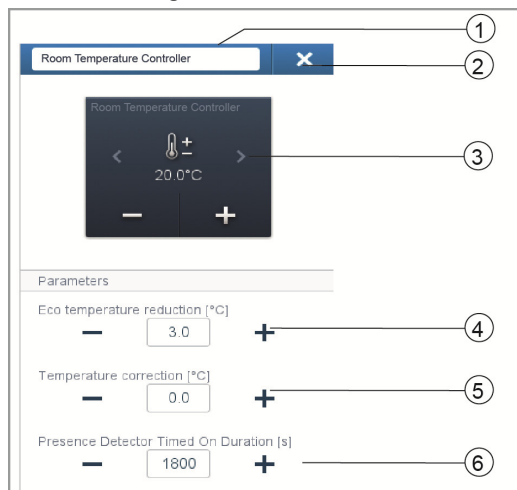 1
Room Temperature Controller
2
Room Temperature Controller
3
20.0°C
Parameters
Eco temperature reduction [°C]
3.0
4
Temperature correction [°C]
0.0
5
Presence Detector Timed On Duration [s]
1800
6